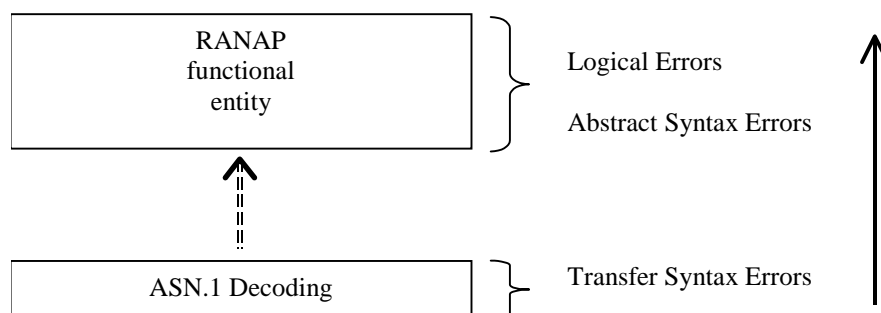 RANAP
functional
entity
Logical Errors
Abstract Syntax Errors
ASN.1 Decoding
Transfer Syntax Errors